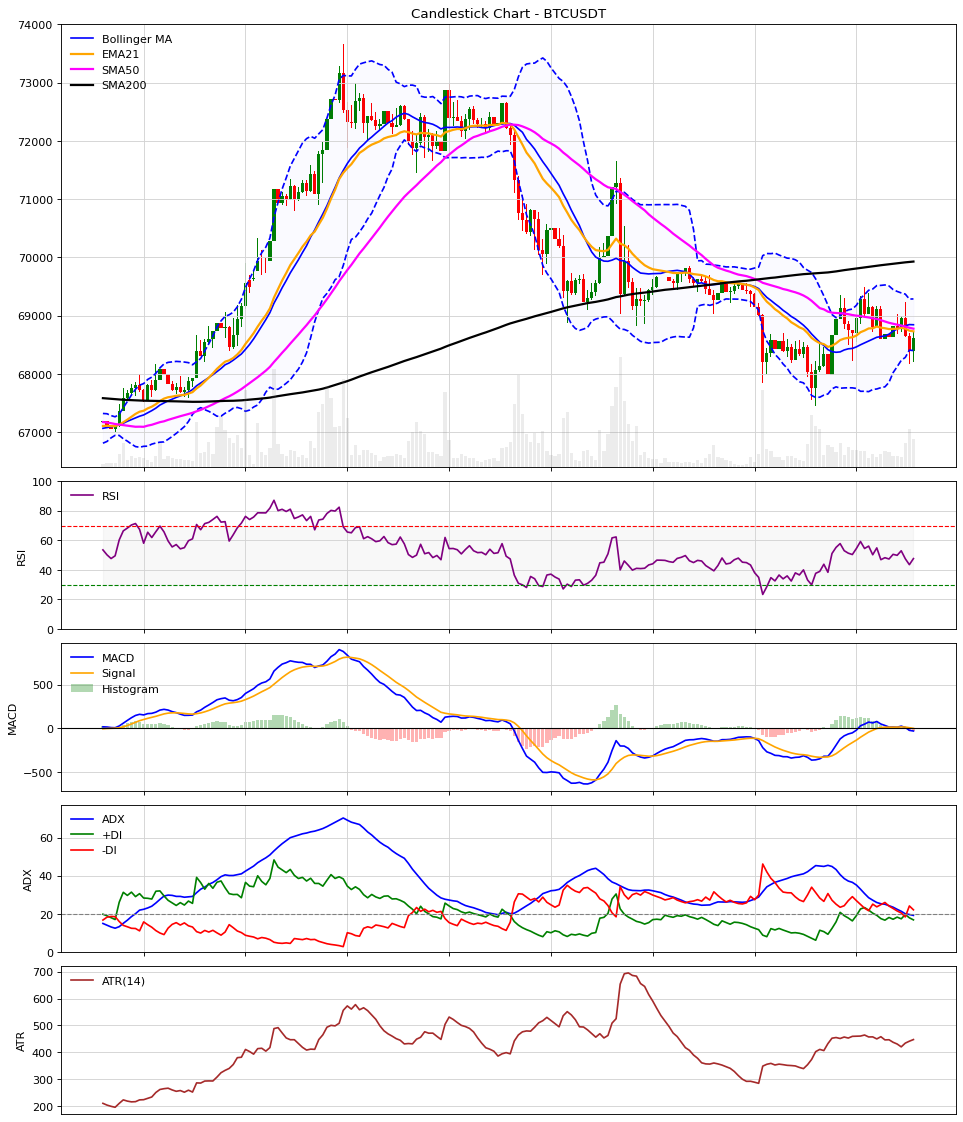 Candlestick Chart - BTCUSDT
74000
73000
72000
71000
70000
69000
68000
67000
Bollinger MA
EMA21
SMA50
SMA200
100
80
60
40
20
0
RSI
RSI
500
0
−500
MACD
MACD
Signal
Histogram
60
40
20
0
ADX
ADX
+DI
-DI
700
600
500
400
300
200
ATR
ATR(14)